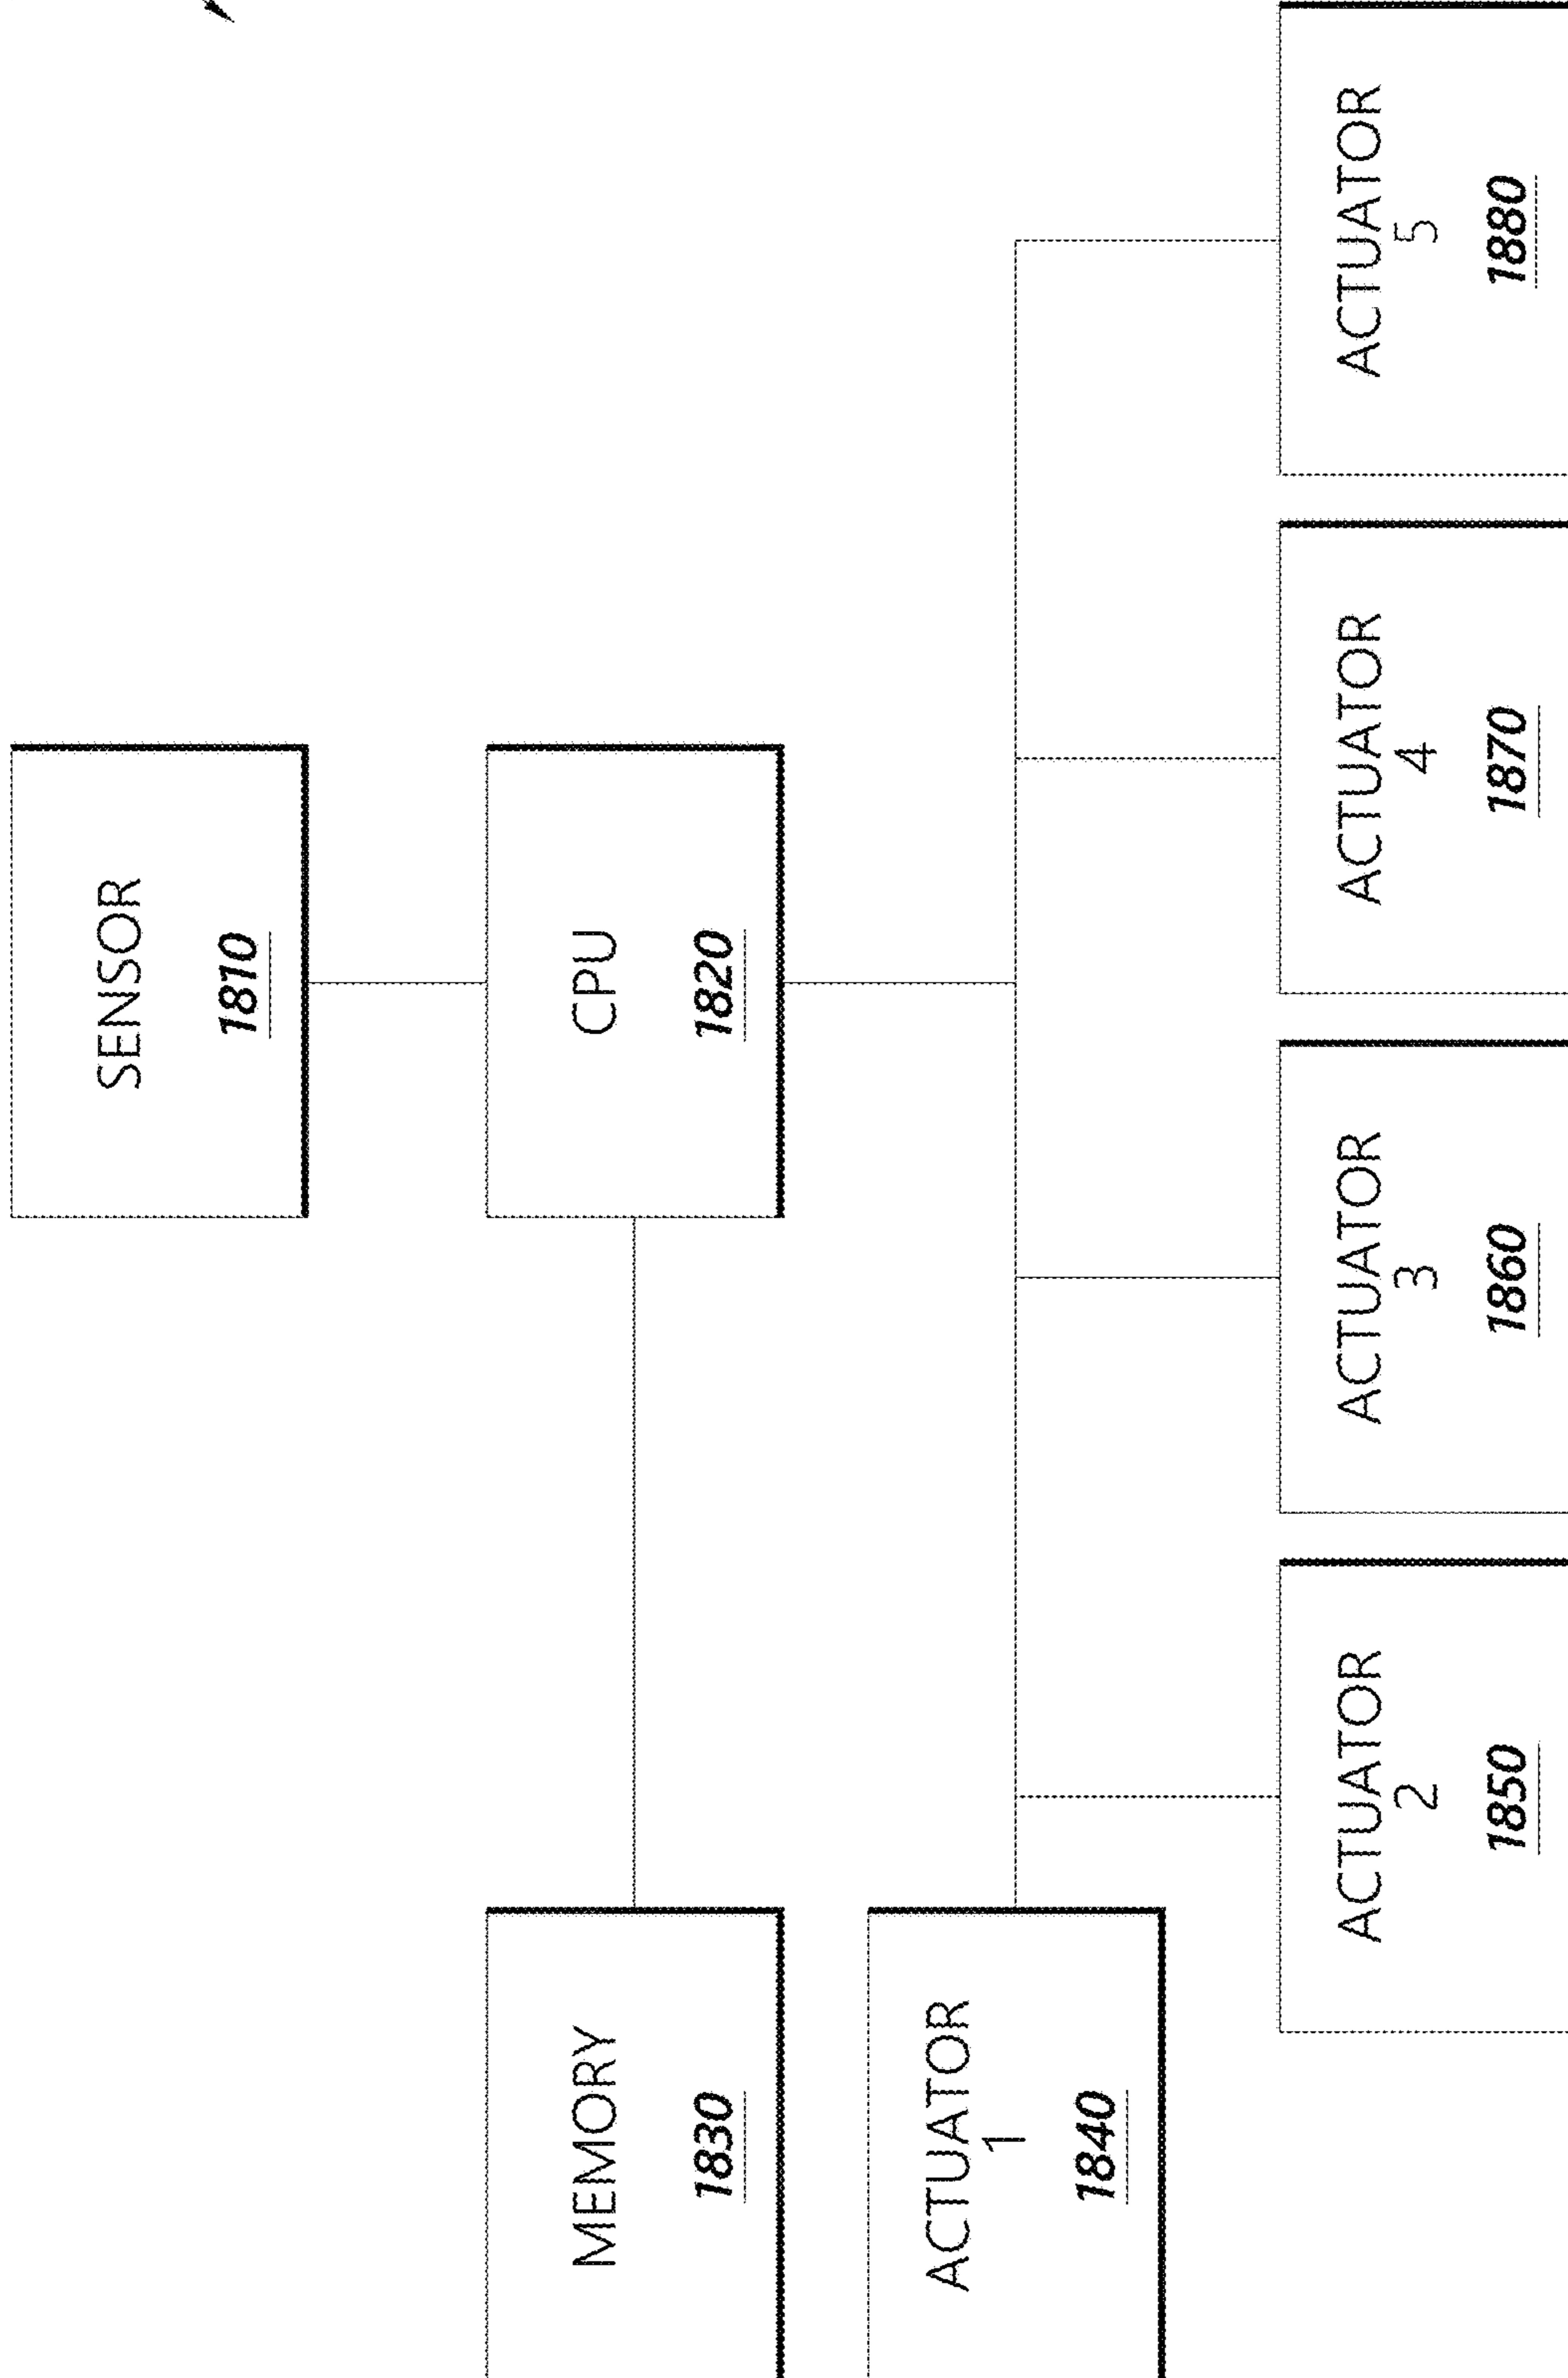 SENSOR
1810
MEMORY
1830
CPU
1820
ACTUATOR
1
1840
ACTUATOR
2
1850
ACTUATOR
3
1860
ACTUATOR
4
1870
ACTUATOR
5
1880